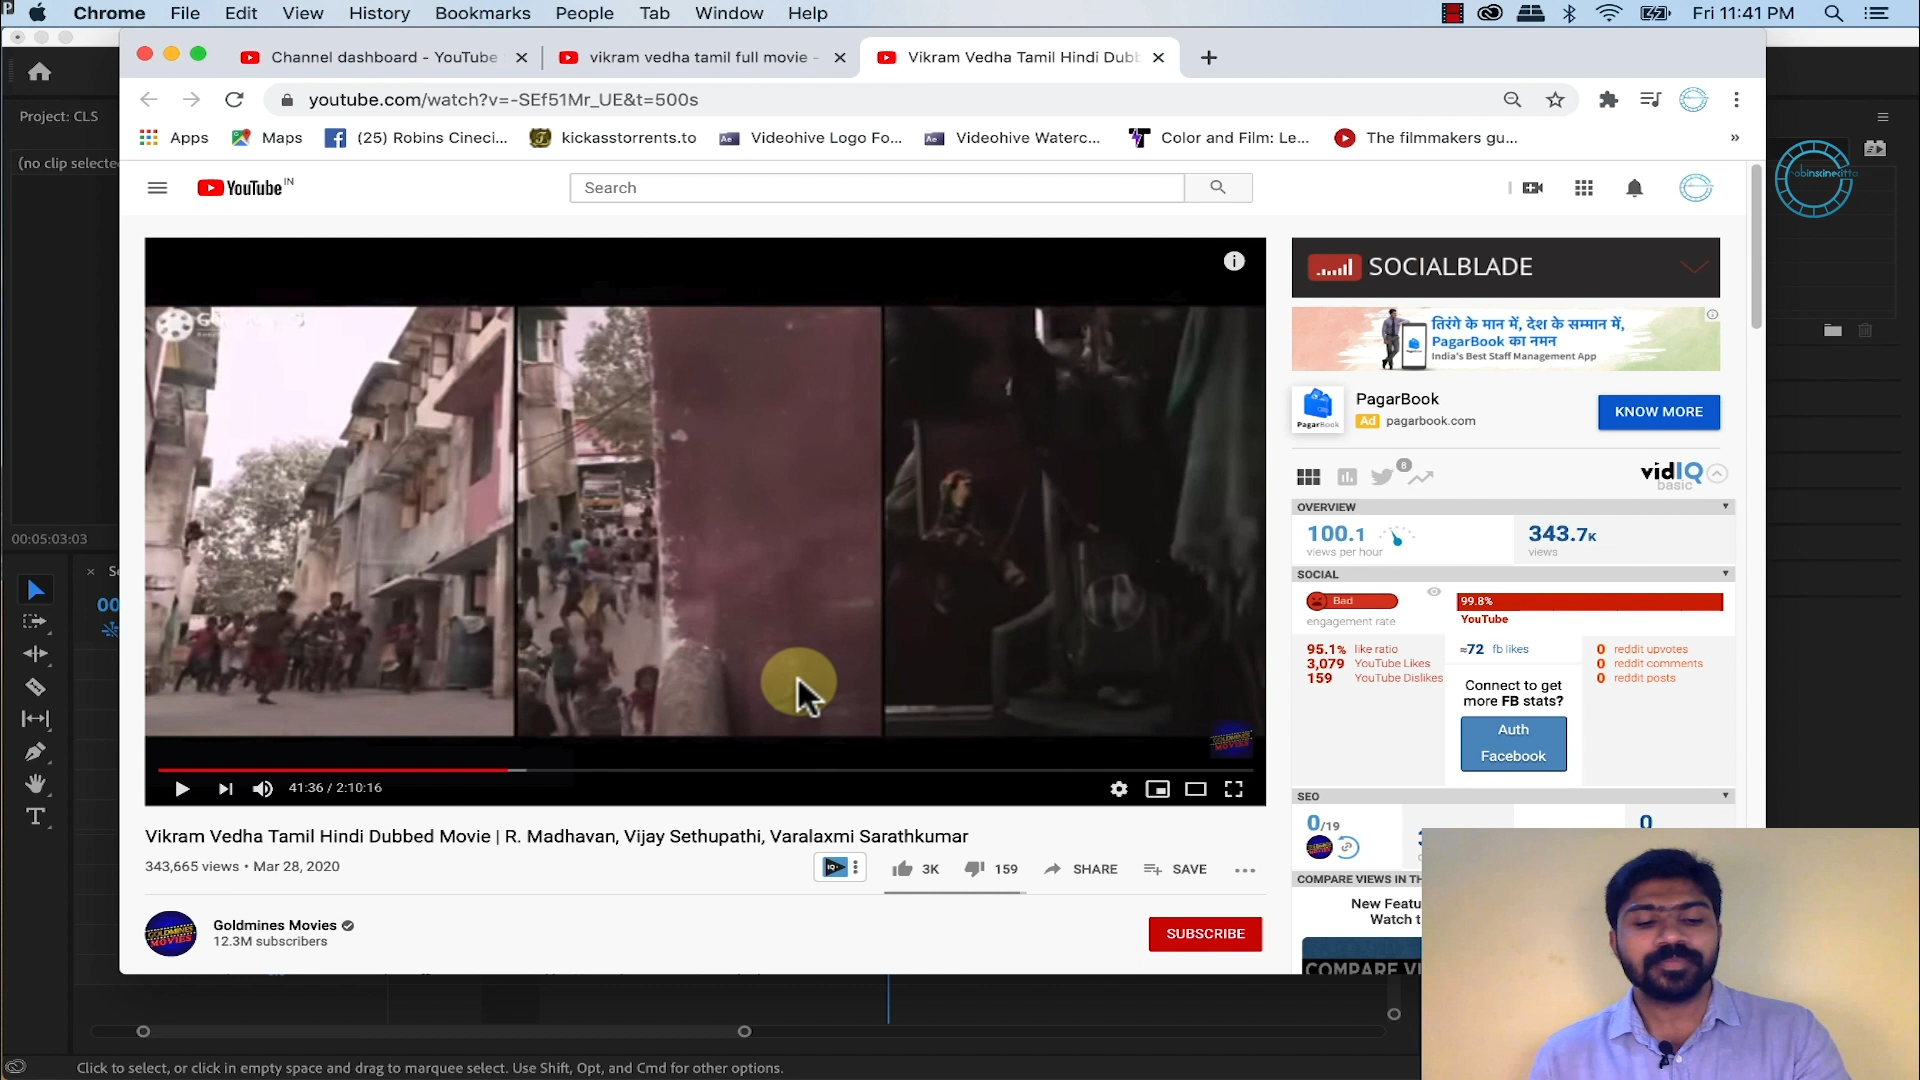 Chrome File Edit View History Bookmarks People Tab Window Help
Fri 11:41 PM
Channel dashboard - YouTube
vikram vedha tamil full movie -
Vikram Vedha Tamil Hindi Dubb
youtube.com/watch?v=-SEf51Mr_UE&t=500s
Apps
Maps
(25) Robins Cineci...
kickasstorrents.to
Videohive Logo Fo...
Videohive Waterc...
Color and Film: Le...
The filmmakers gu...
»
Project: CLS
(no clip selecte
00:05:03:03
YouTube IN
Search
SOCIALBLADE
तिरंगे के मान में, देश के सम्मान में,
PagarBook का नमन
India's Best Staff Management App
PagarBook
PagarBook
Ad pagarbook.com
KNOW MORE
8
vidIQ
basic
OVERVIEW
100.1
views per hour
343.7K
views
SOCIAL
Bad
engagement rate
99.8%
YouTube
95.1% like ratio
3,079 YouTube Likes
159 YouTube Dislikes
≈72 fb likes
Connect to get
more FB stats?
Auth
Facebook
0 reddit upvotes
0 reddit comments
0 reddit posts
SEO
0/19
0
COMPARE VIEWS IN TH
New Featu
Watch t
COMPARE VI
GOLDMINES
MOVIES
41:36 / 2:10:16
Vikram Vedha Tamil Hindi Dubbed Movie | R. Madhavan, Vijay Sethupathi, Varalaxmi Sarathkumar
343,665 views • Mar 28, 2020
3K
159
SHARE
SAVE
GOLDMINES
MOVIES
Goldmines Movies
12.3M subscribers
SUBSCRIBE
Click to select, or click in empty space and drag to marquee select. Use Shift, Opt, and Cmd for other options.